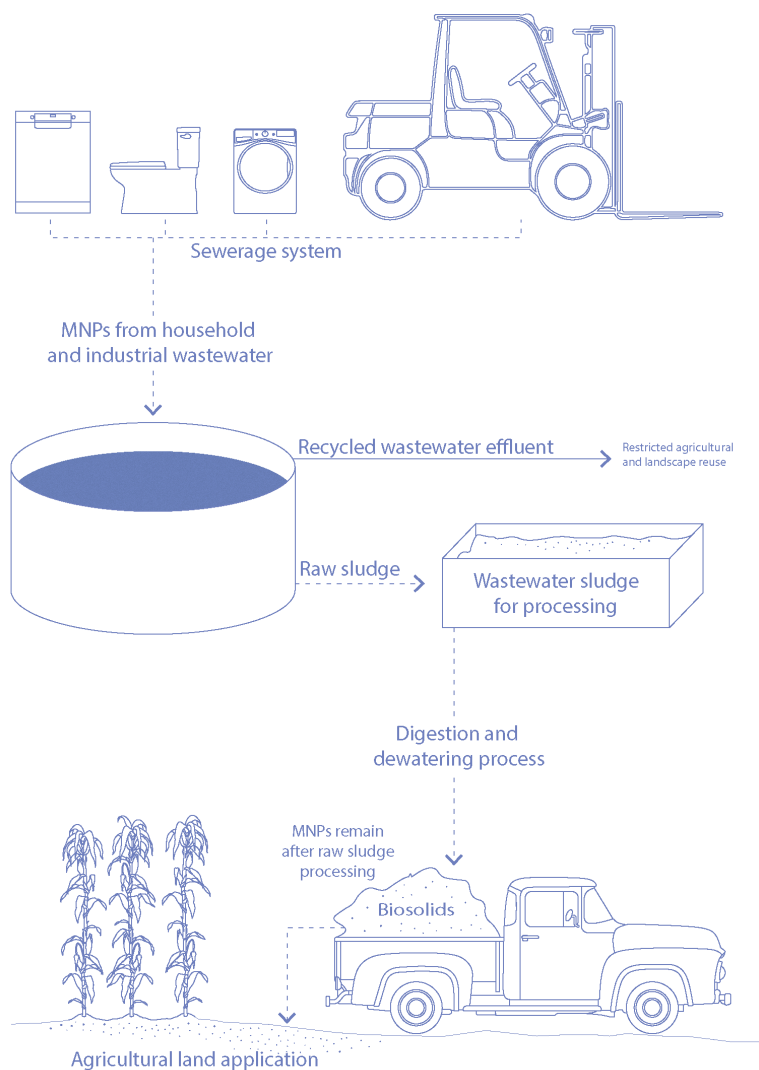 Sewerage system
MNPs from household
and industrial wastewater
Recycled wastewater effluent
Restricted agricultural
and landscape reuse
Raw sludge
Wastewater sludge
for processing
Digestion and
dewatering process
MNPs remain
after raw sludge
processing
Biosolids
Agricultural land application